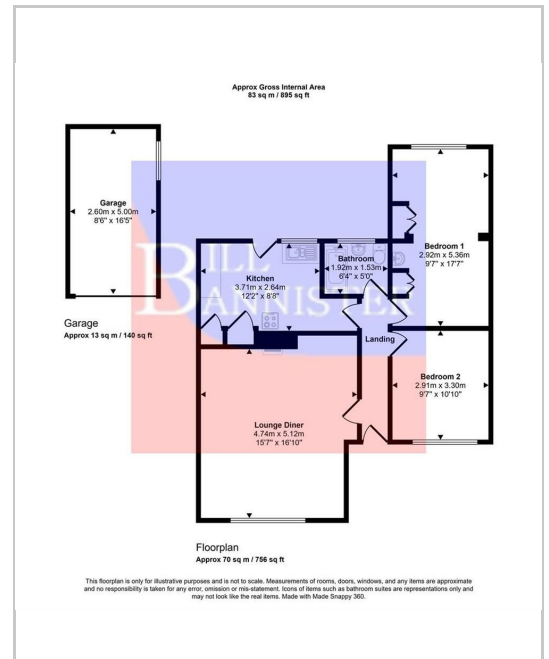 Approx Gross Internal Area
83 sq m / 895 sq ft
Garage
2.60m x 5.00m
8'6" x 16'5"
Garage
Approx 13 sq m / 140 sq ft
Kitchen
3.71m x 2.64m
12'2" x 8'8"
Bathroom
1.92m x 1.53m
6'4" x 5'0"
Bedroom 1
2.92m x 5.36m
9'7" x 17'7"
BILL
BANNISTER
Landing
Bedroom 2
2.91m x 3.30m
9'7" x 10'10"
Lounge Diner
4.74m x 5.12m
15'7" x 16'10"
Floorplan
Approx 70 sq m / 756 sq ft
This floorplan is only for illustrative purposes and is not to scale. Measurements of rooms, doors, windows, and any items are approximate
and no responsibility is taken for any error, omission or mis-statement. Icons of items such as bathroom suites are representations only and
may not look like the real items. Made with Made Snappy 360.